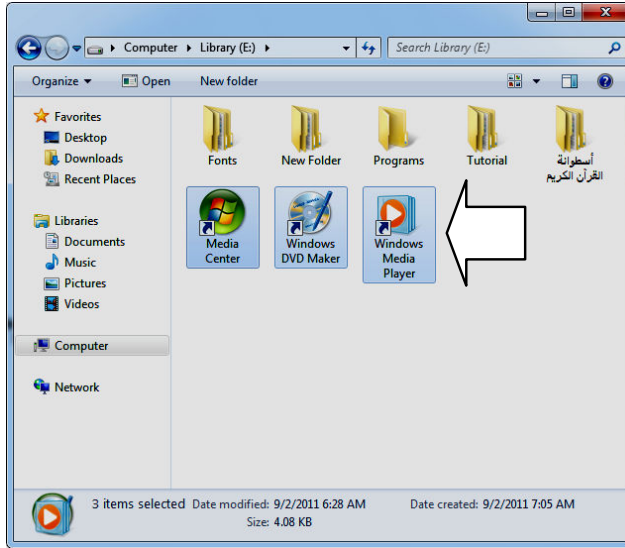 Computer ▸ Library (E:) ▸
Search Library (E:)
Organize
Open
New folder
Favorites
Desktop
Downloads
Recent Places
Libraries
Documents
Music
Pictures
Videos
Computer
Network
Fonts
New Folder
Programs
Tutorial
أسطوانة
القرآن الكريم
Media
Center
Windows
DVD Maker
Windows
Media
Player
3 items selected Date modified: 9/2/2011 6:28 AM Date created: 9/2/2011 7:05 AM
Size: 4.08 KB